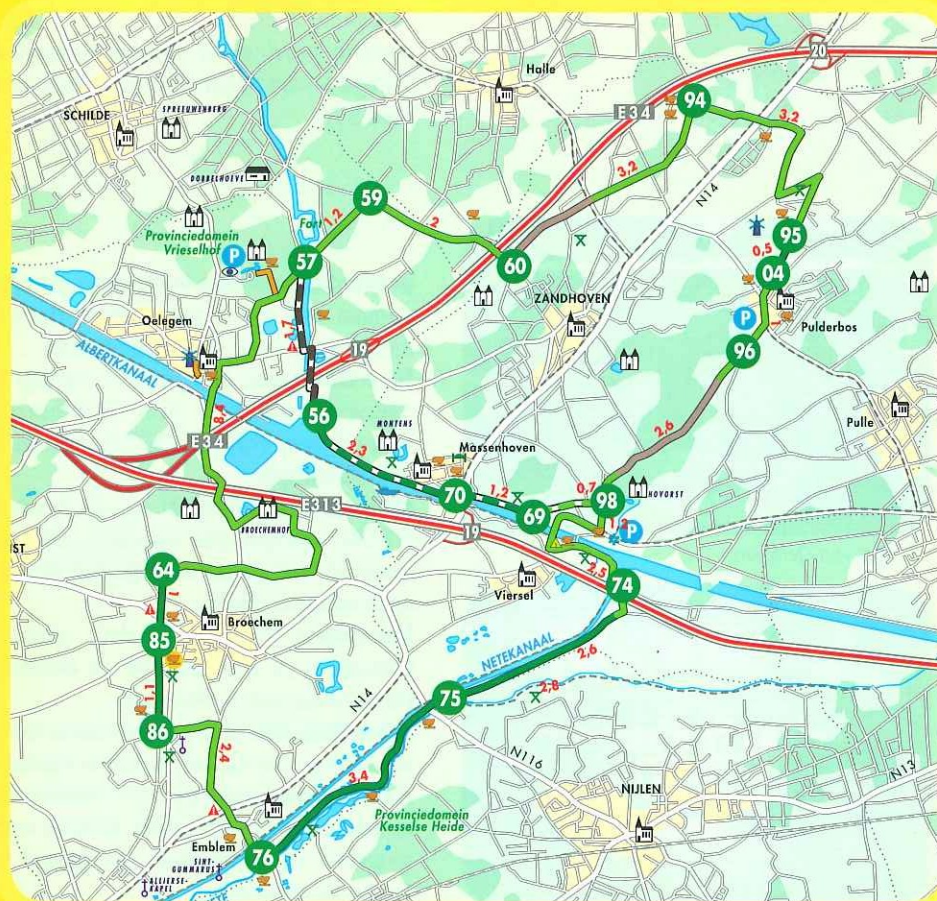 20
Halle
SCHILDE
SPREEUWENBERG
E34
94
3,2
3,2
DOBBELHOEVE
N14
59
1,2
2
Fort
Provinciedomein
Vrieselhof
P
57
60
95
0,5
04
ZANDHOVEN
Oelegem
P
1
Pulderbos
1,7
96
ALBERTKANAAL
19
8,4
56
E34
2,3
MONTENS
Massenhoven
2,6
Pulle
70
1,2
69
0,7
98
HOVORST
E313
BROECHEMHOF
19
1,2
P
64
2,5
74
Viersel
1
85
Broechem
NETEKANAAL
2,6
1,1
75
2,8
N14
86
2,4
N116
N13
3,4
NIJLEN
Provinciedomein
Kesselse Heide
Emblem
76
SINT-
GUMMARUS
ALLIERSE-
KAPEL